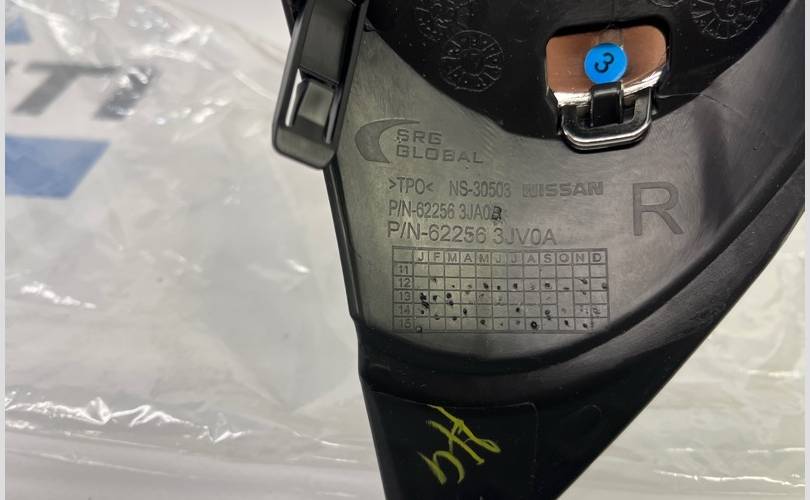 3
SRG
GLOBAL
>TPO< NS-30503 NISSAN
P/N-62256 3JA0B
R
P/N-62256 3JV0A
J F M A M J J A S O N D
11
12
13
14
15